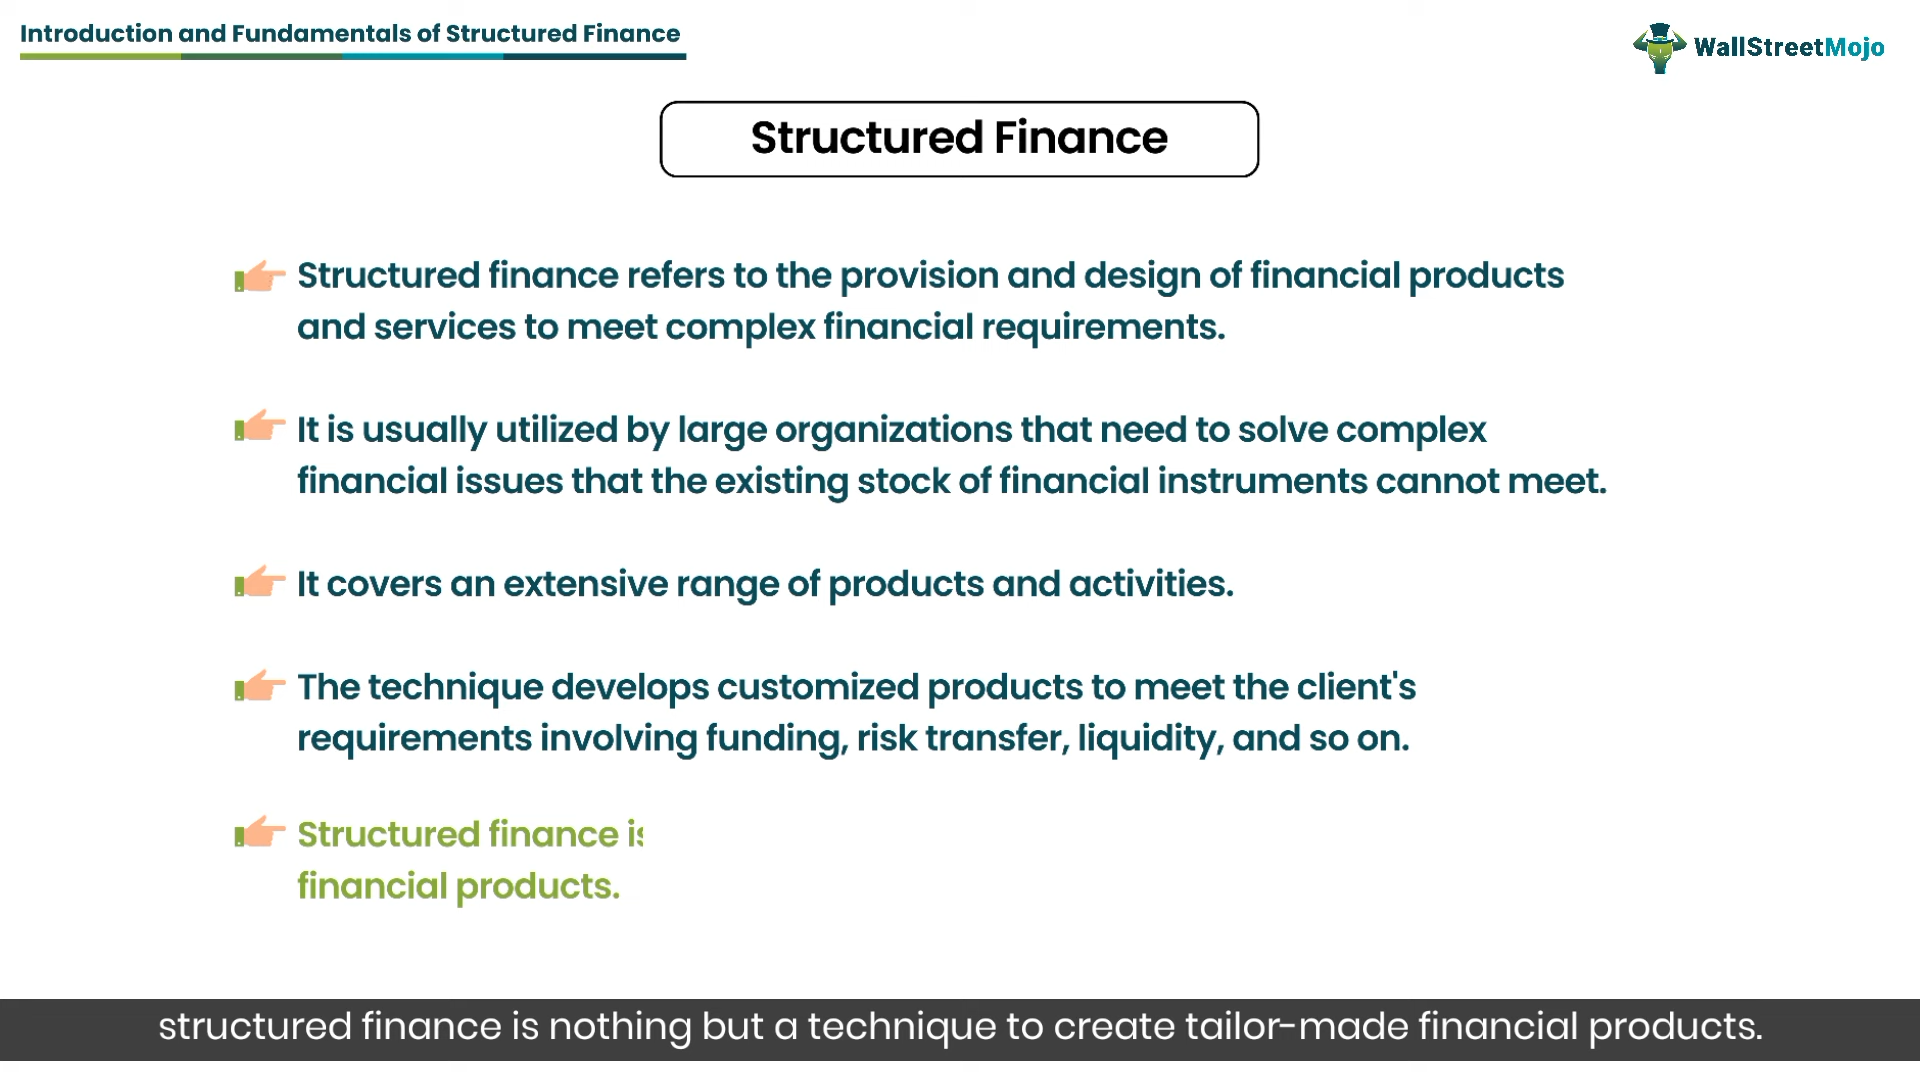 Introduction and Fundamentals of Structured Finance
WallStreetMojo
Structured Finance
Structured finance refers to the provision and design of financial products
and services to meet complex financial requirements.
It is usually utilized by large organizations that need to solve complex
financial issues that the existing stock of financial instruments cannot meet.
It covers an extensive range of products and activities.
The technique develops customized products to meet the client's
requirements involving funding, risk transfer, liquidity, and so on.
Structured finance is
financial products.
structured finance is nothing but a technique to create tailor-made financial products.